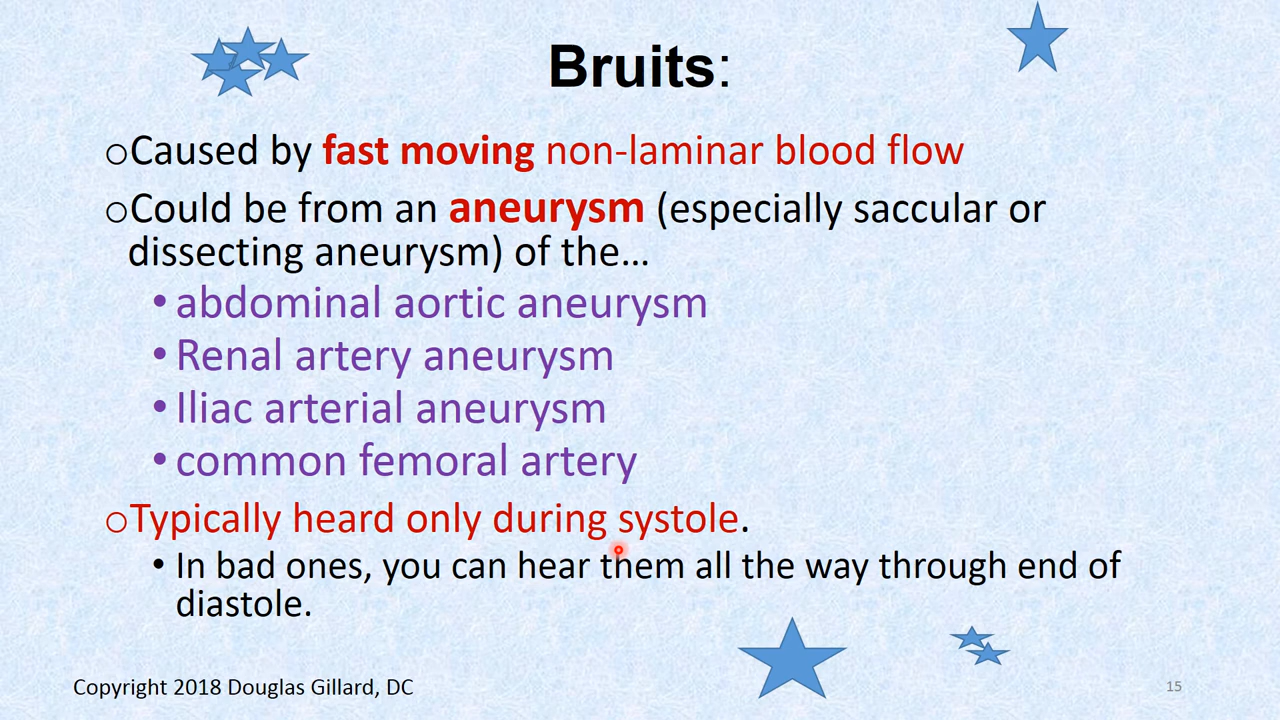 Bruits:
oCaused by fast moving non-laminar blood flow
oCould be from an aneurysm (especially saccular or
dissecting aneurysm) of the…
• abdominal aortic aneurysm
• Renal artery aneurysm
• Iliac arterial aneurysm
• common femoral artery
oTypically heard only during systole.
• In bad ones, you can hear them all the way through end of
diastole.
Copyright 2018 Douglas Gillard, DC
15